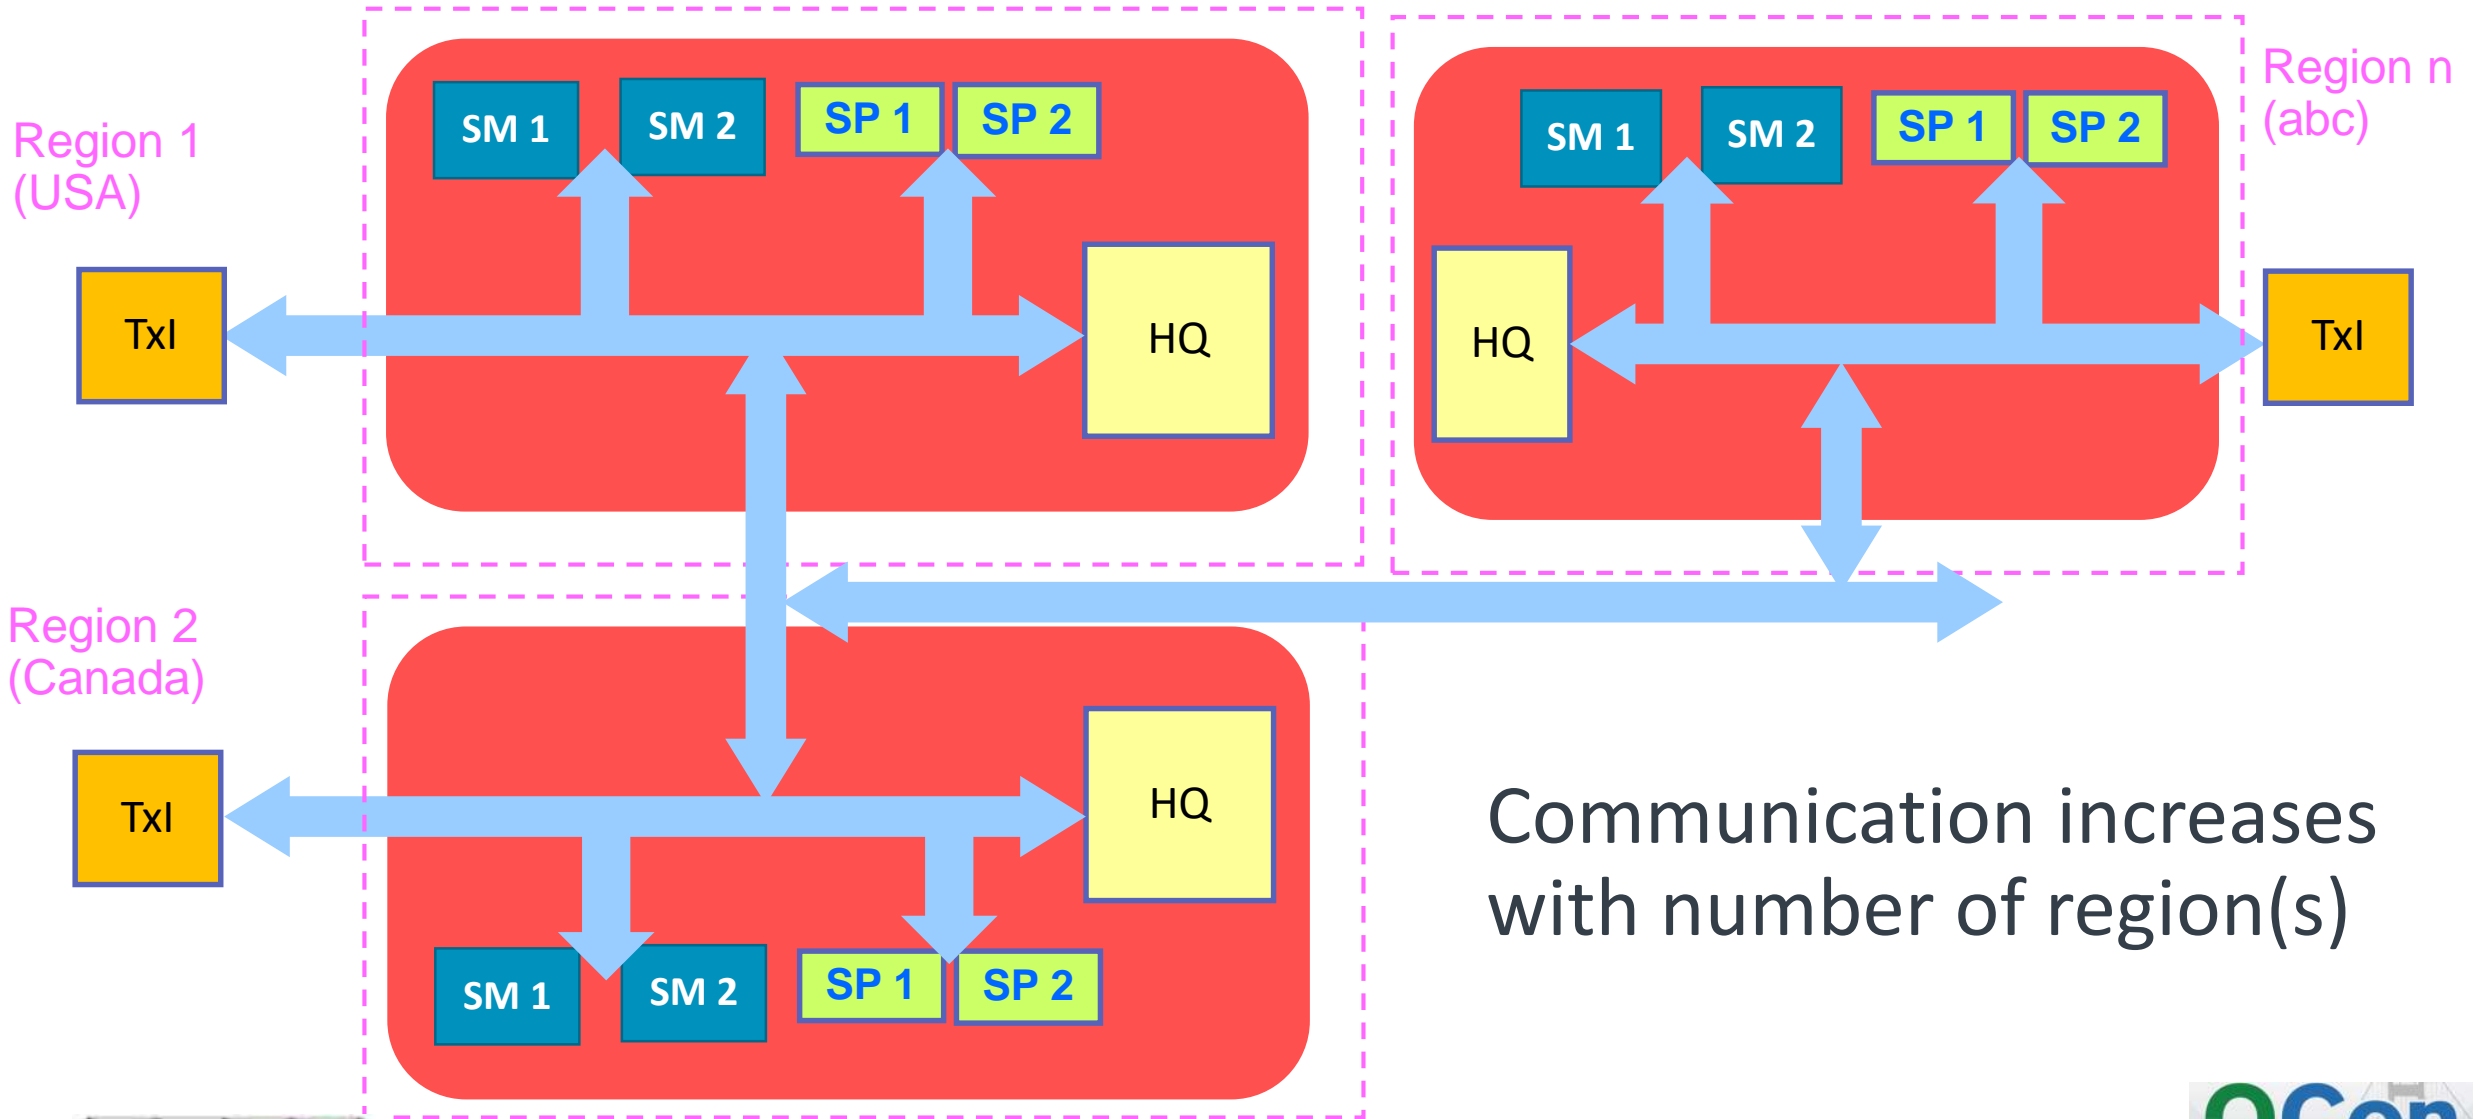 Region 1
(USA)
SM 1
SM 2
SP 1
SP 2
TxI
HQ
Region n
(abc)
SM 1
SM 2
SP 1
SP 2
HQ
TxI
Region 2
(Canada)
TxI
HQ
SM 1
SM 2
SP 1
SP 2
Communication increases
with number of region(s)
QCon